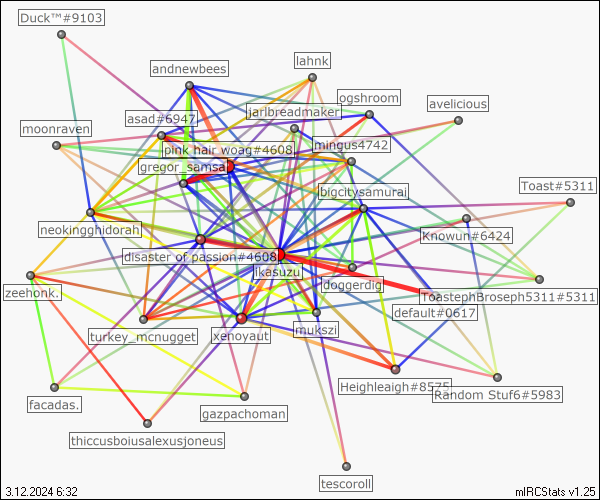 Duck™#9103
lahnk
andnewbees
ogshroom
avelicious
jarlbreadmaker
asad#6947
moonraven
mingus4742
pink hair woag#4608
gregor_samsa
bigcitysamurai
Toast#5311
neokingghidorah
Knowun#6424
disaster of passion#4608
ikasuzu
doggerdig
zeehonk.
ToastephBroseph5311#5311
default#0617
mukszi
turkey_mcnugget
xenoyaut
Heighleaigh#8575
Random Stuf6#5983
facadas.
gazpachoman
thiccusboiusalexusjoneus
tescoroll
3.12.2024 6:32
mIRCStats v1.25